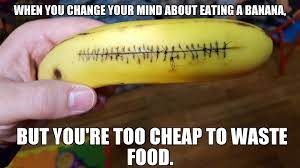 WHEN YOU CHANGE YOUR MIND ABOUT EATING A BANANA,
BUT YOU'RE TOO CHEAP TO WASTE
FOOD.